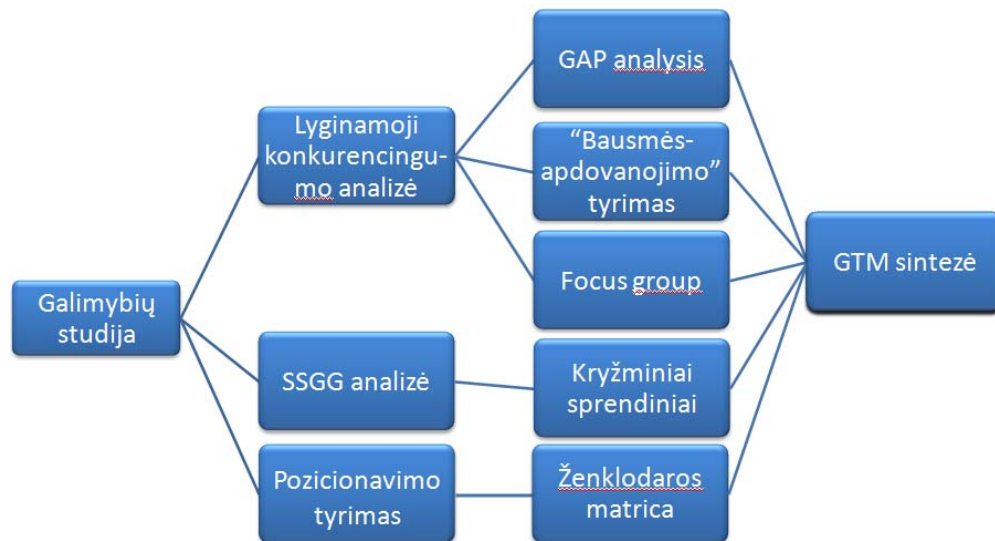 Galimybių
studija
Lyginamoji
konkurencingu-
mo analizė
SSGG analizė
Pozicionavimo
tyrimas
GAP analysis
“Bausmės-
apdovanojimo”
tyrimas
Focus group
Kryžminiai
sprendiniai
Ženklodaros
matrica
GTM sintezė